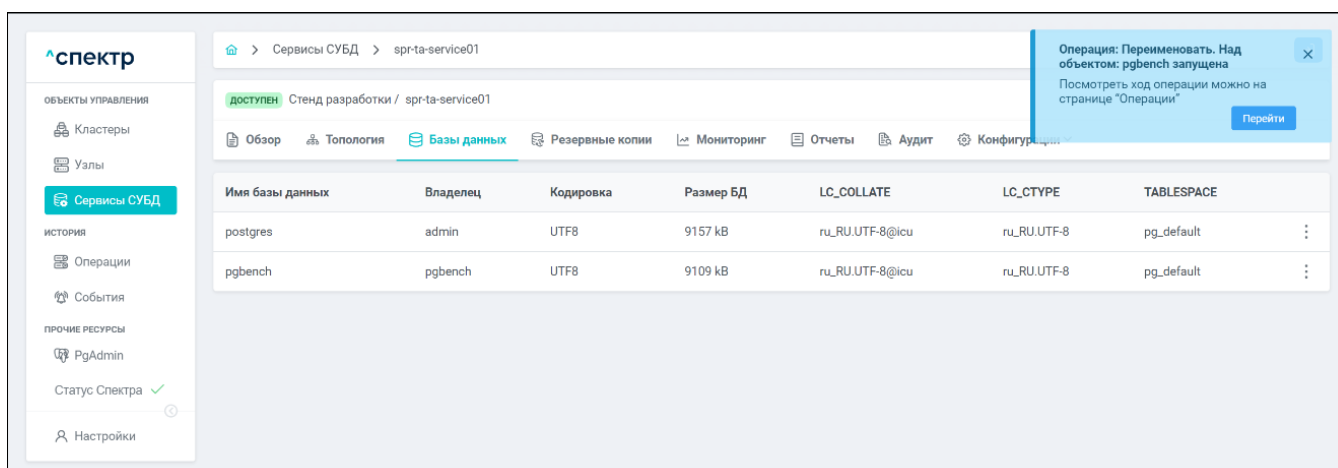 ^спектр
ОБЪЕКТЫ УПРАВЛЕНИЯ
Кластеры
Узлы
Сервисы СУБД
ИСТОРИЯ
Операции
События
ПРОЧИЕ РЕСУРСЫ
PgAdmin
Статус Спектра
Настройки
> Сервисы СУБД > spr-ta-service01
ДОСТУПЕН Стенд разработки / spr-ta-service01
Обзор Топология Базы данных Резервные копии Мониторинг Отчеты Аудит
Имя базы данных Владелец Кодировка Размер БД LC_COLLATE LC_CTYPE TABLESPACE
postgres admin UTF8 9157 kB ru_RU.UTF-8@icu ru_RU.UTF-8 pg_default
pgbench pgbench UTF8 9109 kB ru_RU.UTF-8@icu ru_RU.UTF-8 pg_default
Операция: Переименовать. Над
объектом: pgbench запущена
Посмотреть ход операции можно на
странице "Операции"
Перейти